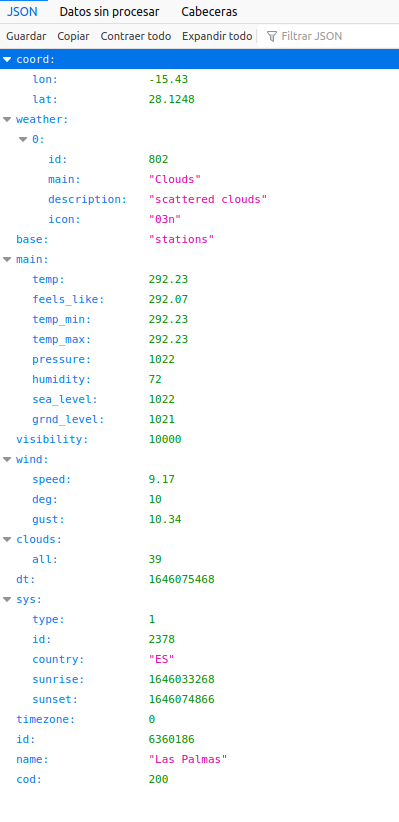 JSON Datos sin procesar Cabeceras
Guardar Copiar Contraer todo Expandir todo Filtrar JSON
coord:
lon: -15.43
lat: 28.1248
weather:
0:
id: 802
main: "Clouds"
description: "scattered clouds"
icon: "03n"
base: "stations"
main:
temp: 292.23
feels_like: 292.07
temp_min: 292.23
temp_max: 292.23
pressure: 1022
humidity: 72
sea_level: 1022
grnd_level: 1021
visibility: 10000
wind:
speed: 9.17
deg: 10
gust: 10.34
clouds:
all: 39
dt: 1646075468
sys:
type: 1
id: 2378
country: "ES"
sunrise: 1646033268
sunset: 1646074866
timezone: 0
id: 6360186
name: "Las Palmas"
cod: 200